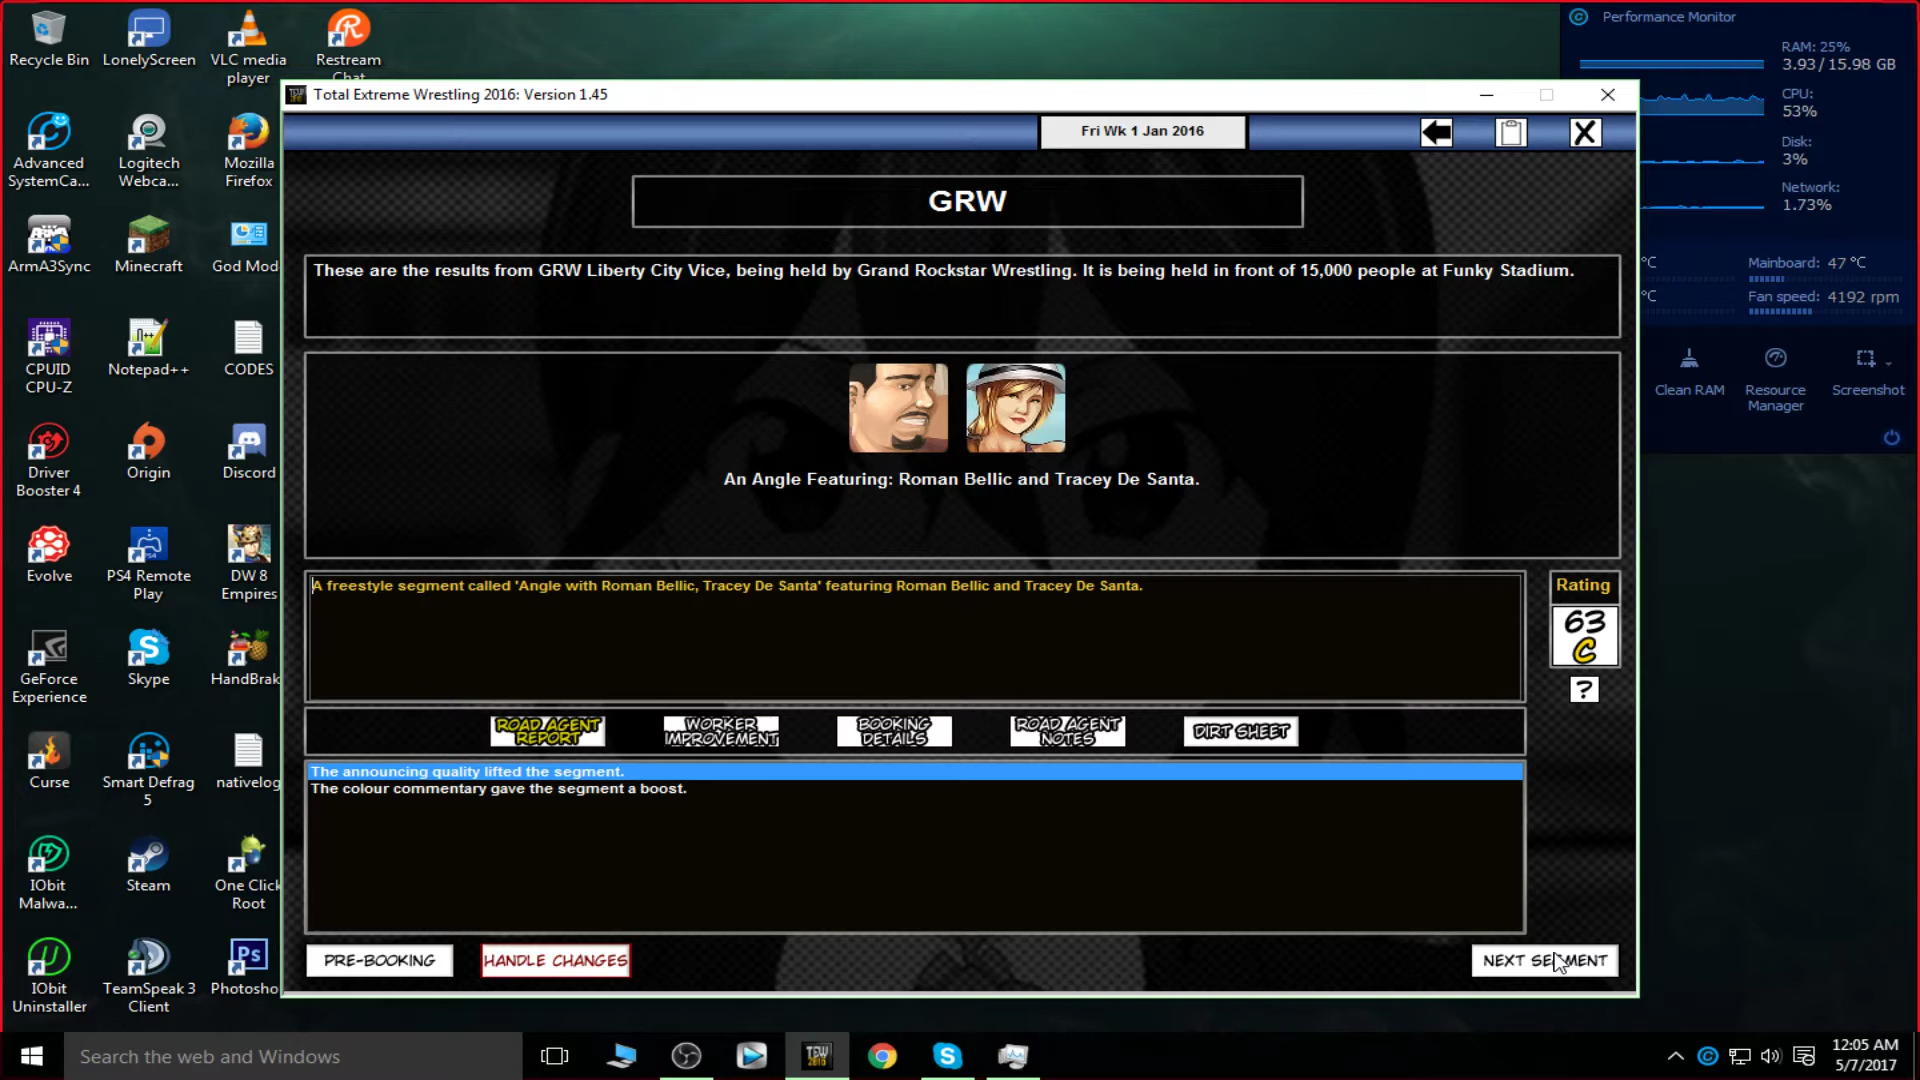 Recycle Bin
LonelyScreen
VLC media
player
Restream
Chat
Advanced
SystemCa...
Logitech
Webca...
Mozilla
Firefox
ArmA3Sync
Minecraft
God Mod
CPUID
CPU-Z
Notepad++
CODES
Driver
Booster 4
Origin
Discord
Evolve
PS4 Remote
Play
DW 8
Empires
GeForce
Experience
Skype
HandBrak
Curse
Smart Defrag
5
nativelog
IObit
Malwa...
Steam
One Click
Root
IObit
Uninstaller
TeamSpeak 3
Client
Photosho
Total Extreme Wrestling 2016: Version 1.45
Fri Wk 1 Jan 2016
GRW
These are the results from GRW Liberty City Vice, being held by Grand Rockstar Wrestling. It is being held in front of 15,000 people at Funky Stadium.
An Angle Featuring: Roman Bellic and Tracey De Santa.
A freestyle segment called 'Angle with Roman Bellic, Tracey De Santa' featuring Roman Bellic and Tracey De Santa.
Rating
63
C
?
ROAD AGENT
REPORT
WORKER
IMPROVEMENT
BOOKING
DETAILS
ROAD AGENT
NOTES
DIRT SHEET
The announcing quality lifted the segment.
The colour commentary gave the segment a boost.
PRE-BOOKING
HANDLE CHANGES
NEXT SEGMENT
Performance Monitor
RAM: 25%
3.93/15.98 GB
CPU:
53%
Disk:
3%
Network:
1.73%
°C
Mainboard: 47 °C
°C
Fan speed: 4192 rpm
Clean RAM
Resource
Manager
Screenshot
Search the web and Windows
12:05 AM
5/7/2017